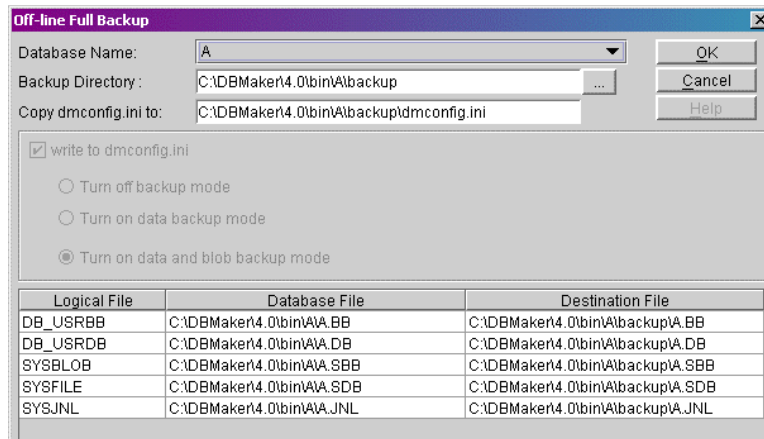 Off-line Full Backup
Database Name: A OK
Backup Directory : C:\DBMaker\4.0\bin\A\backup ... Cancel
Copy dmconfig.ini to: C:\DBMaker\4.0\bin\A\backup\dmconfig.ini Help
write to dmconfig.ini
Turn off backup mode
Turn on data backup mode
Turn on data and blob backup mode
Logical File Database File Destination File
DB_USRBB C:\DBMaker\4.0\bin\A\A.BB C:\DBMaker\4.0\bin\A\backup\A.BB
DB_USRDB C:\DBMaker\4.0\bin\A\A.DB C:\DBMaker\4.0\bin\A\backup\A.DB
SYSBLOB C:\DBMaker\4.0\bin\A\A.SBB C:\DBMaker\4.0\bin\A\backup\A.SBB
SYSFILE C:\DBMaker\4.0\bin\A\A.SDB C:\DBMaker\4.0\bin\A\backup\A.SDB
SYSJNL C:\DBMaker\4.0\bin\A\A.JNL C:\DBMaker\4.0\bin\A\backup\A.JNL